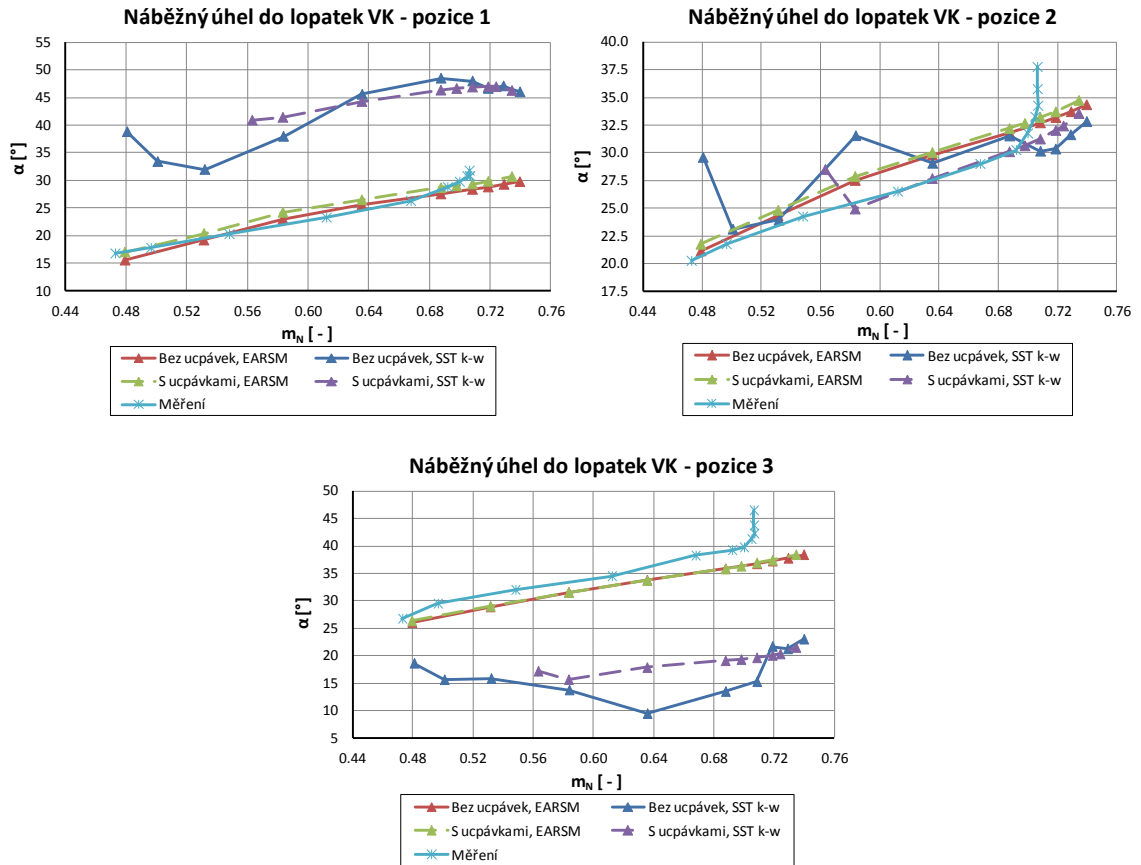 Náběžný úhel do lopatek VK - pozice 1
55
50
45
40
35
30
25
20
15
10
α [°]
0.44 0.48 0.52 0.56 0.60 0.64 0.68 0.72 0.76
m_N [ - ]
Bez ucpávek, EARSM Bez ucpávek, SST k-w
S ucpávkami, EARSM S ucpávkami, SST k-w
Měření
Náběžný úhel do lopatek VK - pozice 2
40.0
37.5
35.0
32.5
30.0
27.5
25.0
22.5
20.0
17.5
α [°]
0.44 0.48 0.52 0.56 0.60 0.64 0.68 0.72 0.76
m_N [ - ]
Bez ucpávek, EARSM Bez ucpávek, SST k-w
S ucpávkami, EARSM S ucpávkami, SST k-w
Měření
Náběžný úhel do lopatek VK - pozice 3
50
45
40
35
30
25
20
15
10
5
α [°]
0.44 0.48 0.52 0.56 0.60 0.64 0.68 0.72 0.76
m_N [ - ]
Bez ucpávek, EARSM Bez ucpávek, SST k-w
S ucpávkami, EARSM S ucpávkami, SST k-w
Měření